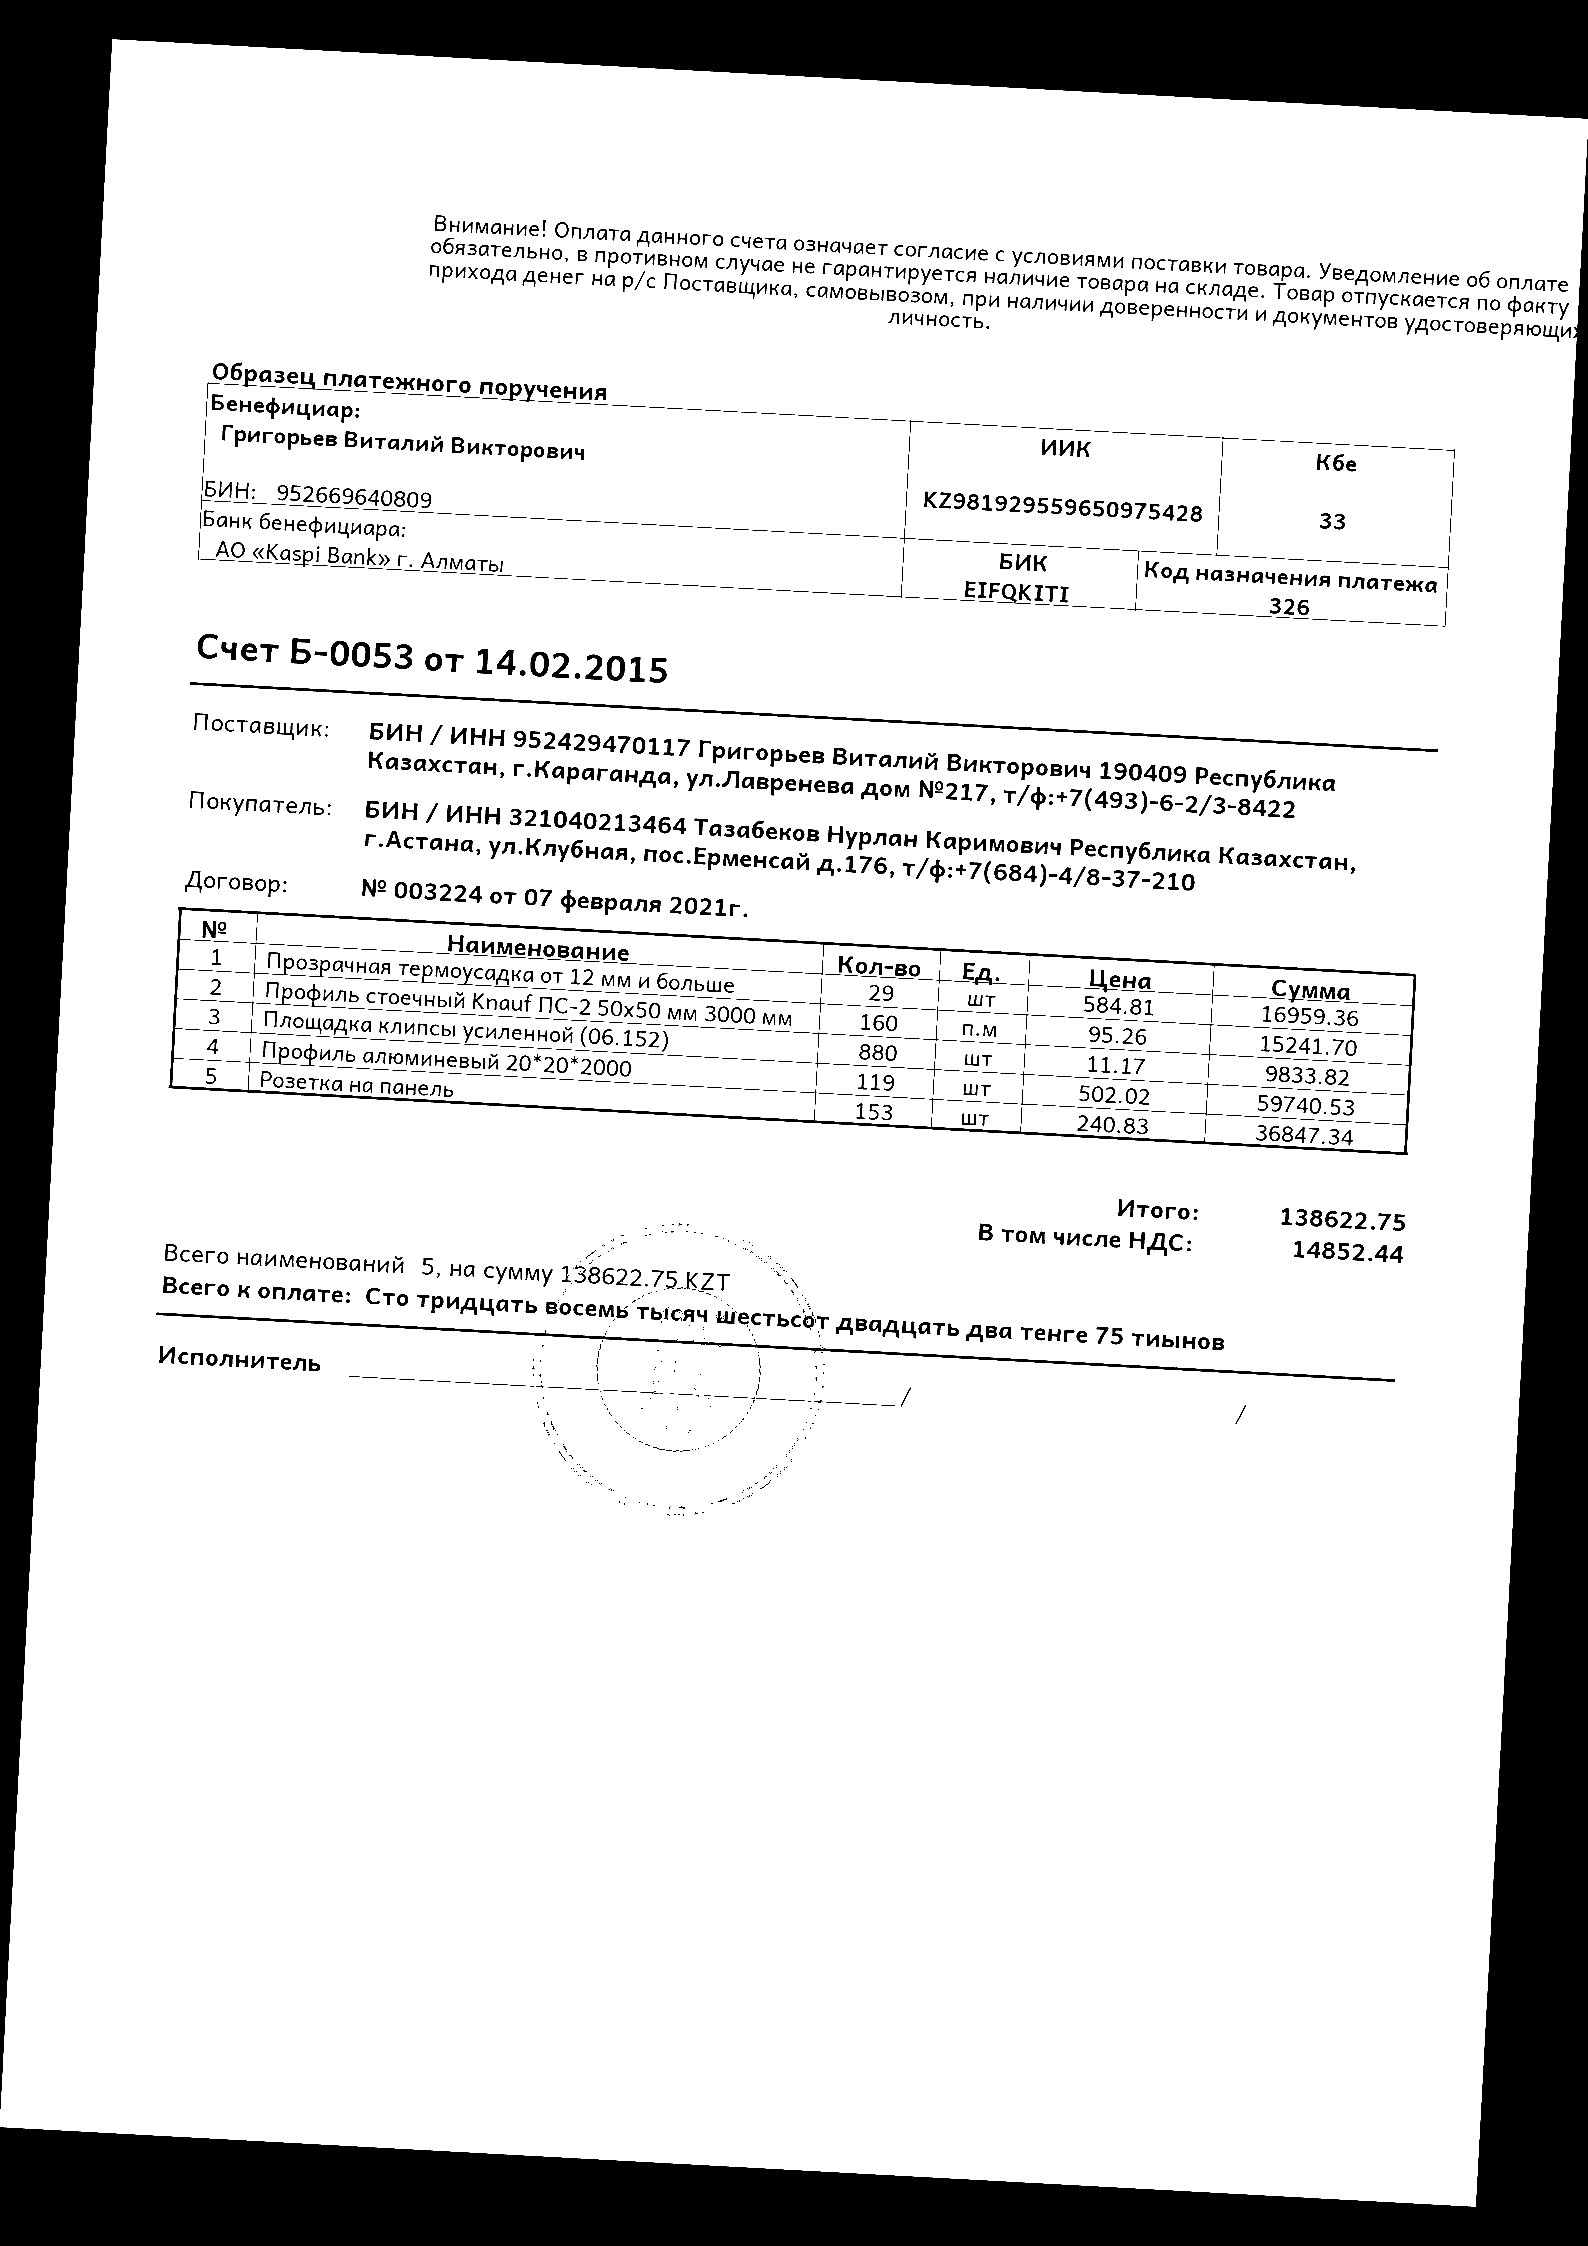 Внимание! Оплата данного счета означает согласие с условиями поставки товара. Уведомление об оплате
обязательно, в противном случае не гарантируется наличие товара на складе. Товар отпускается по факту
прихода денег на р/с Поставщика, самовывозом, при наличии доверенности и документов удостоверяющих
личность.
Образец платежного поручения
Бенефициар: ИИК Кбе
Григорьев Виталий Викторович
БИН: 952669640809 KZ981929559650975428 33
Банк бенефициара: БИК Код назначения платежа
АО «Kaspi Bank» г. Алматы EIFQKITI 326
Счет Б-0053 от 14.02.2015
Поставщик: БИН / ИНН 952429470117 Григорьев Виталий Викторович 190409 Республика
Казахстан, г.Караганда, ул.Лавренева дом №217, т/ф:+7(493)-6-2/3-8422
Покупатель: БИН / ИНН 321040213464 Тазабеков Нурлан Каримович Республика Казахстан,
г.Астана, ул.Клубная, пос.Ерменсай д.176, т/ф:+7(684)-4/8-37-210
Договор: № 003224 от 07 февраля 2021г.
№ Наименование Кол-во Ед. Цена Сумма
1 Прозрачная термоусадка от 12 мм и больше 29 шт 584.81 16959.36
2 Профиль стоечный Knauf ПС-2 50х50 мм 3000 мм 160 п.м 95.26 15241.70
3 Площадка клипсы усиленной (06.152) 880 шт 11.17 9833.82
4 Профиль алюминевый 20*20*2000 119 шт 502.02 59740.53
5 Розетка на панель 153 шт 240.83 36847.34
Итого: 138622.75
В том числе НДС: 14852.44
Всего наименований 5, на сумму 138622.75 KZT
Всего к оплате: Сто тридцать восемь тысяч шестьсот двадцать два тенге 75 тиынов
Исполнитель / /